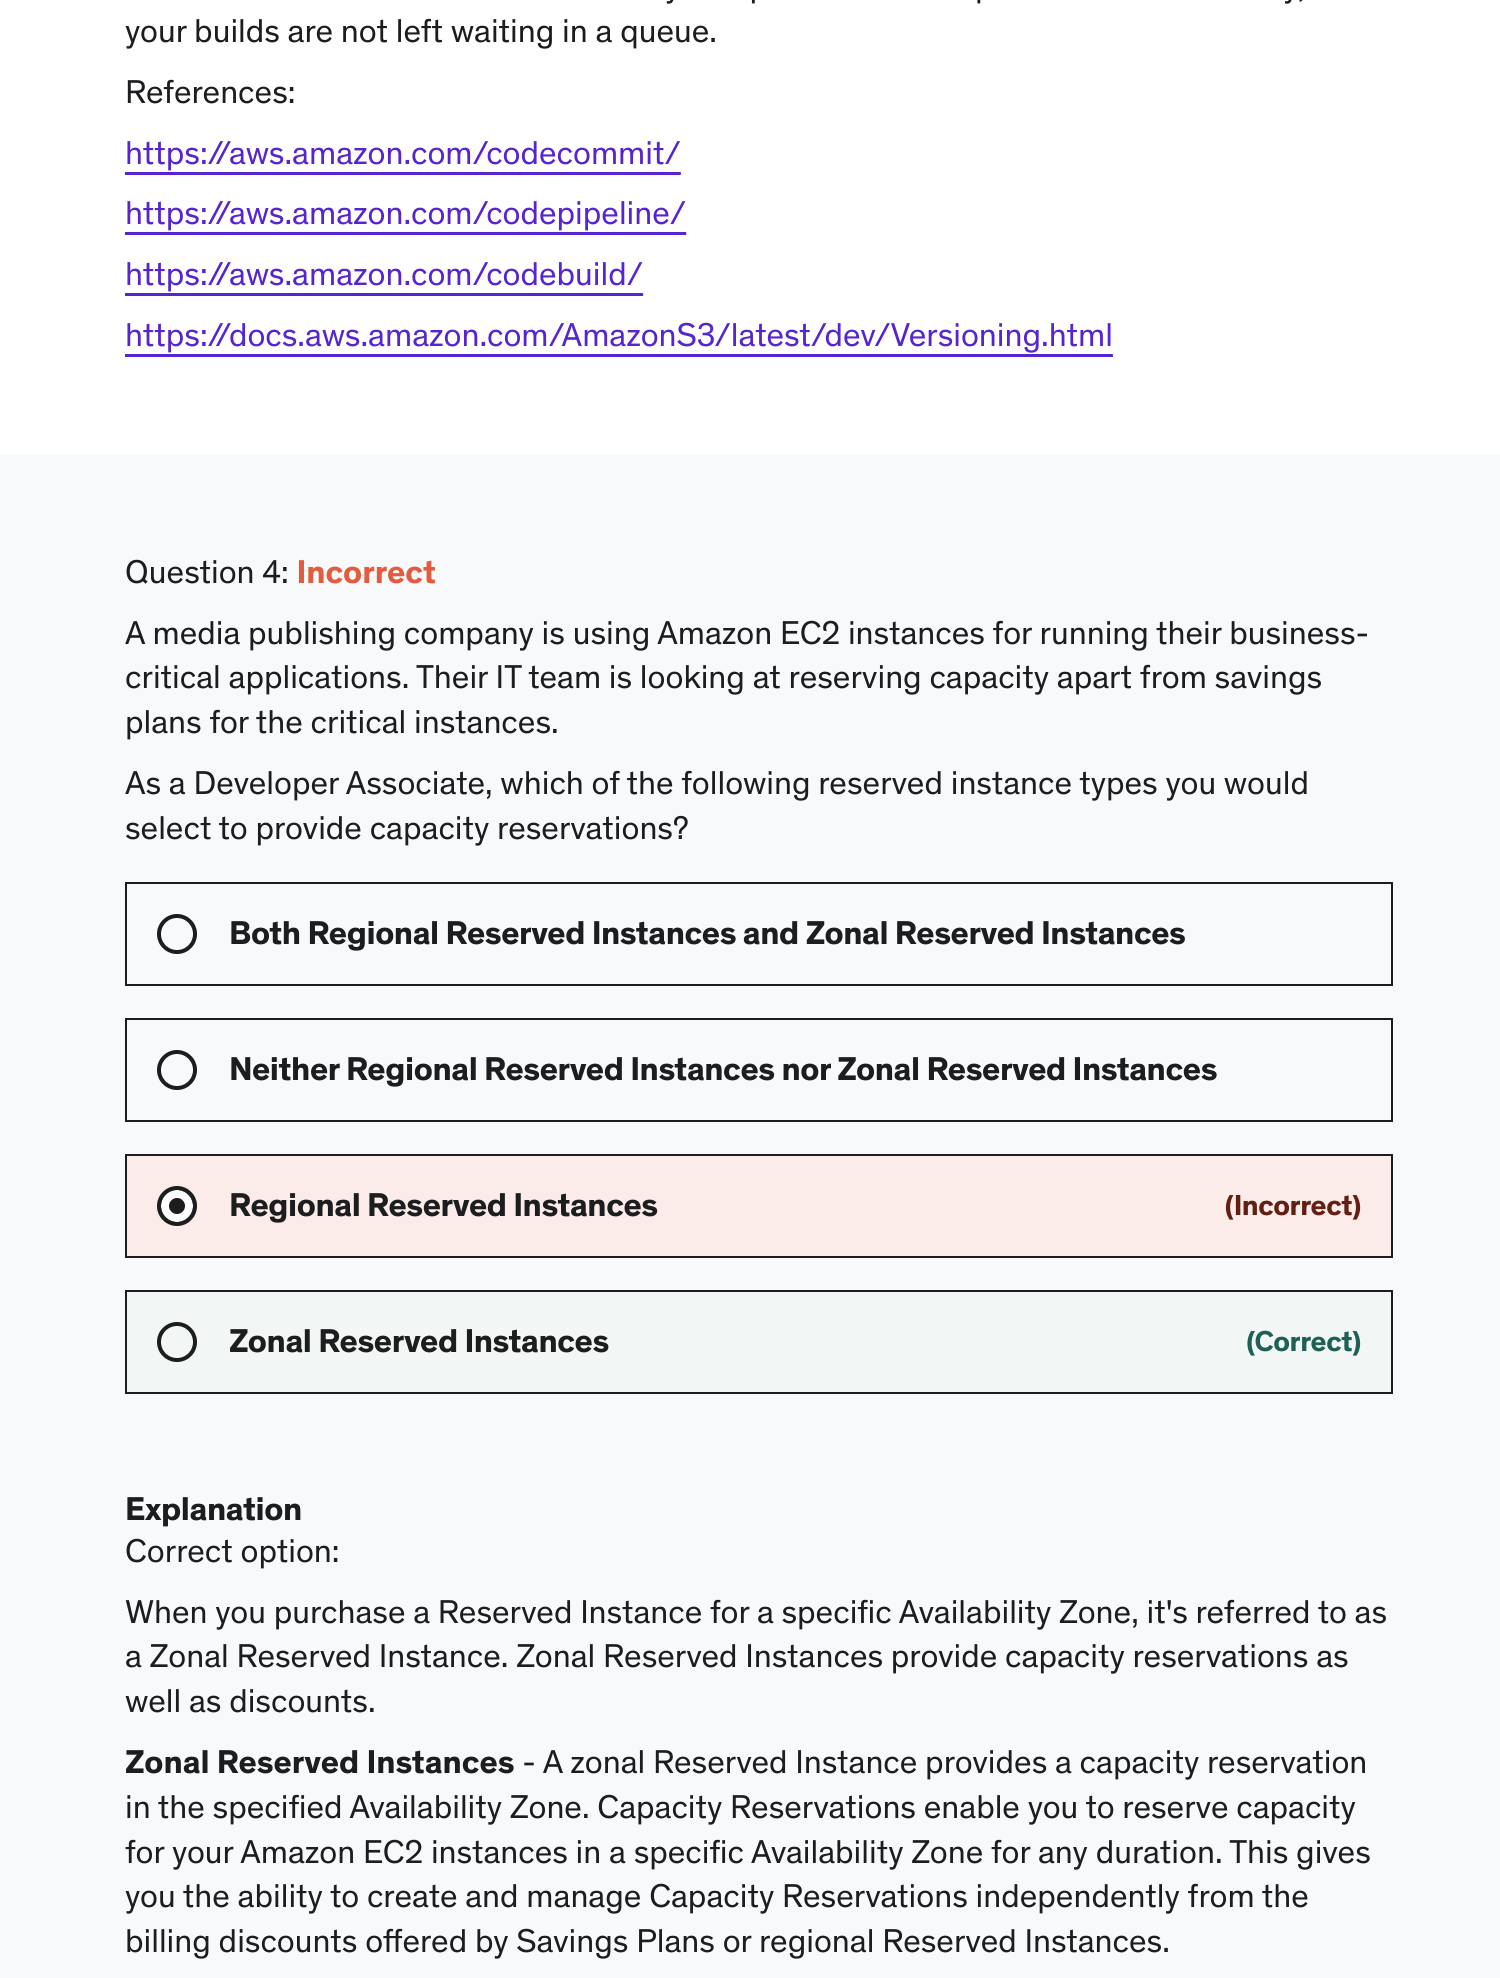 your builds are not left waiting in a queue.
References:
https://aws.amazon.com/codecommit/
https://aws.amazon.com/codepipeline/
https://aws.amazon.com/codebuild/
https://docs.aws.amazon.com/AmazonS3/latest/dev/Versioning.html
Question 4: Incorrect
A media publishing company is using Amazon EC2 instances for running their business-
critical applications. Their IT team is looking at reserving capacity apart from savings
plans for the critical instances.
As a Developer Associate, which of the following reserved instance types you would
select to provide capacity reservations?
Both Regional Reserved Instances and Zonal Reserved Instances
Neither Regional Reserved Instances nor Zonal Reserved Instances
Regional Reserved Instances (Incorrect)
Zonal Reserved Instances (Correct)
Explanation
Correct option:
When you purchase a Reserved Instance for a specific Availability Zone, it's referred to as
a Zonal Reserved Instance. Zonal Reserved Instances provide capacity reservations as
well as discounts.
Zonal Reserved Instances - A zonal Reserved Instance provides a capacity reservation
in the specified Availability Zone. Capacity Reservations enable you to reserve capacity
for your Amazon EC2 instances in a specific Availability Zone for any duration. This gives
you the ability to create and manage Capacity Reservations independently from the
billing discounts offered by Savings Plans or regional Reserved Instances.